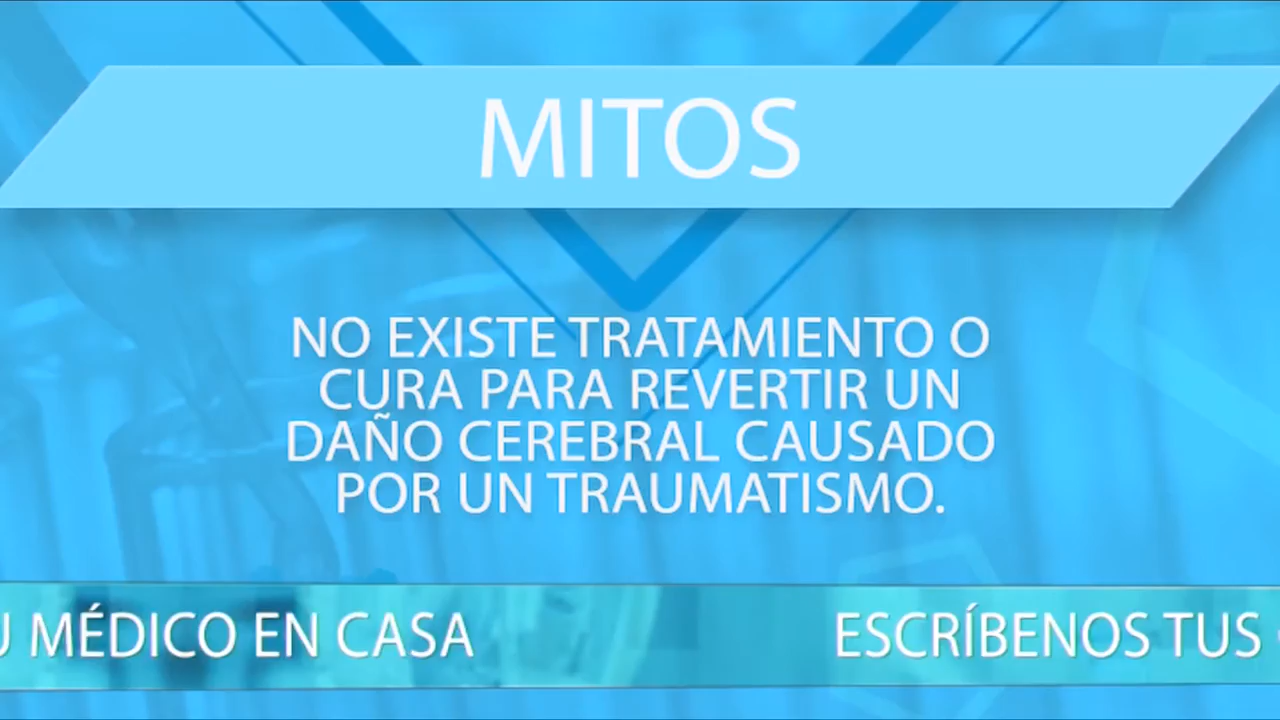 MITOS
NO EXISTE TRATAMIENTO O
CURA PARA REVERTIR UN
DAÑO CEREBRAL CAUSADO
POR UN TRAUMATISMO.
U MÉDICO EN CASA
ESCRÍBENOS TUS